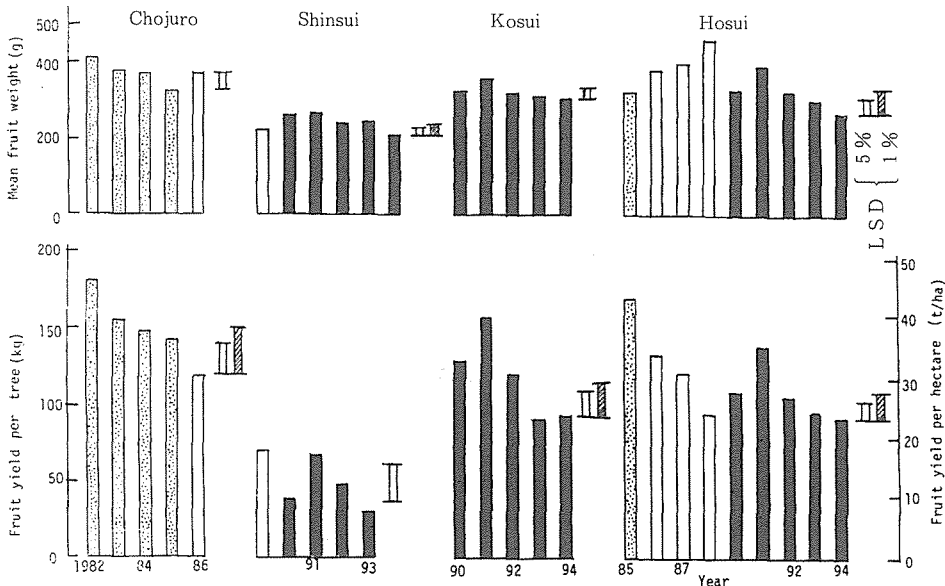 Chojuro
Shinsui
Kosui
Hosui
Mean fruit weight (g)
500
400
200
0
LSD { 5% 1%
Fruit yield per tree (kg)
200
150
100
50
0
Fruit yield per hectare (t/ha)
50
40
30
20
10
0
1982 84 86
91 93
90 92 94
85 87 92 94
Year